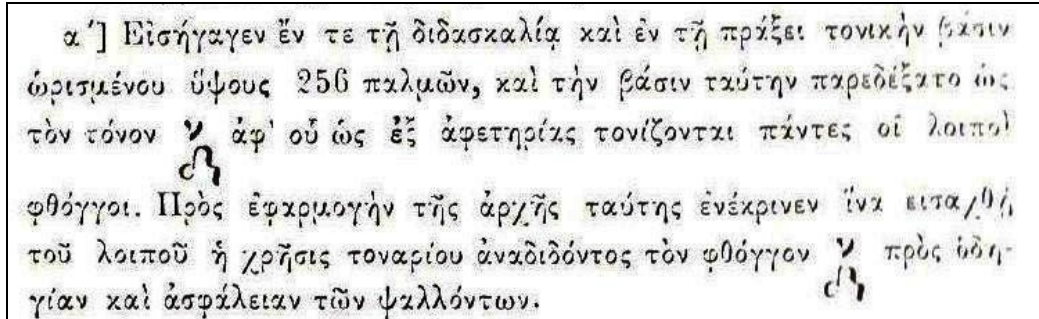 α΄] Εἰσήγαγεν ἔν τε τῇ διδασκαλίᾳ καὶ ἐν τῇ πράξει τονικὴν βάσιν
ὡρισμένου ὕψους 256 παλμῶν, καὶ τὴν βάσιν ταύτην παρεδέξατο ὡς
τὸν τόνον ν ἀφ' οὗ ὡς ἐξ ἀφετηρίας τονίζονται πάντες οἱ λοιποὶ
φθόγγοι. Πρὸς ἐφαρμογὴν τῆς ἀρχῆς ταύτης ἐνέκρινεν ἵνα εἰσαχθῇ
τοῦ λοιποῦ ἡ χρῆσις τοναρίου ἀναδιδόντος τὸν φθόγγον ν πρὸς ὁδη-
γίαν καὶ ἀσφάλειαν τῶν ψαλλόντων.